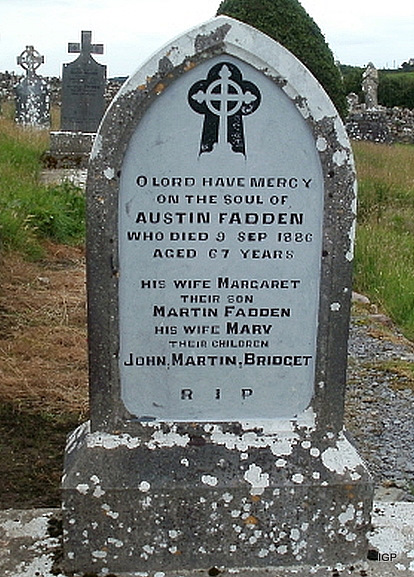 O LORD HAVE MERCY
ON THE SOUL OF
AUSTIN FADDEN
WHO DIED 9 SEP 1886
AGED 67 YEARS
HIS WIFE MARGARET
THEIR SON
MARTIN FADDEN
HIS WIFE MARY
THEIR CHILDREN
JOHN, MARTIN, BRIDGET
R I P
IGP